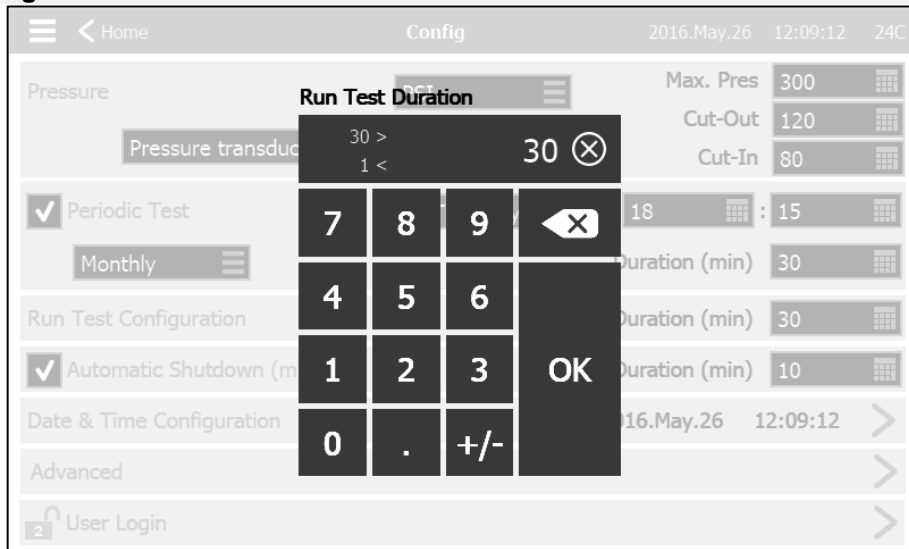 Home Config 2016.May.26 12:09:12 24C
Pressure Max. Pres 300
Run Test Duration
Cut-Out 120
Pressure transduc Cut-In 80
30 >
1 <
30
Periodic Test 18 : 15
7 8 9
Monthly Duration (min) 30
4 5 6
Run Test Configuration Duration (min) 30
Automatic Shutdown (m Duration (min) 10
1 2 3 OK
Date & Time Configuration 016.May.26 12:09:12
0 . +/-
Advanced
2 User Login